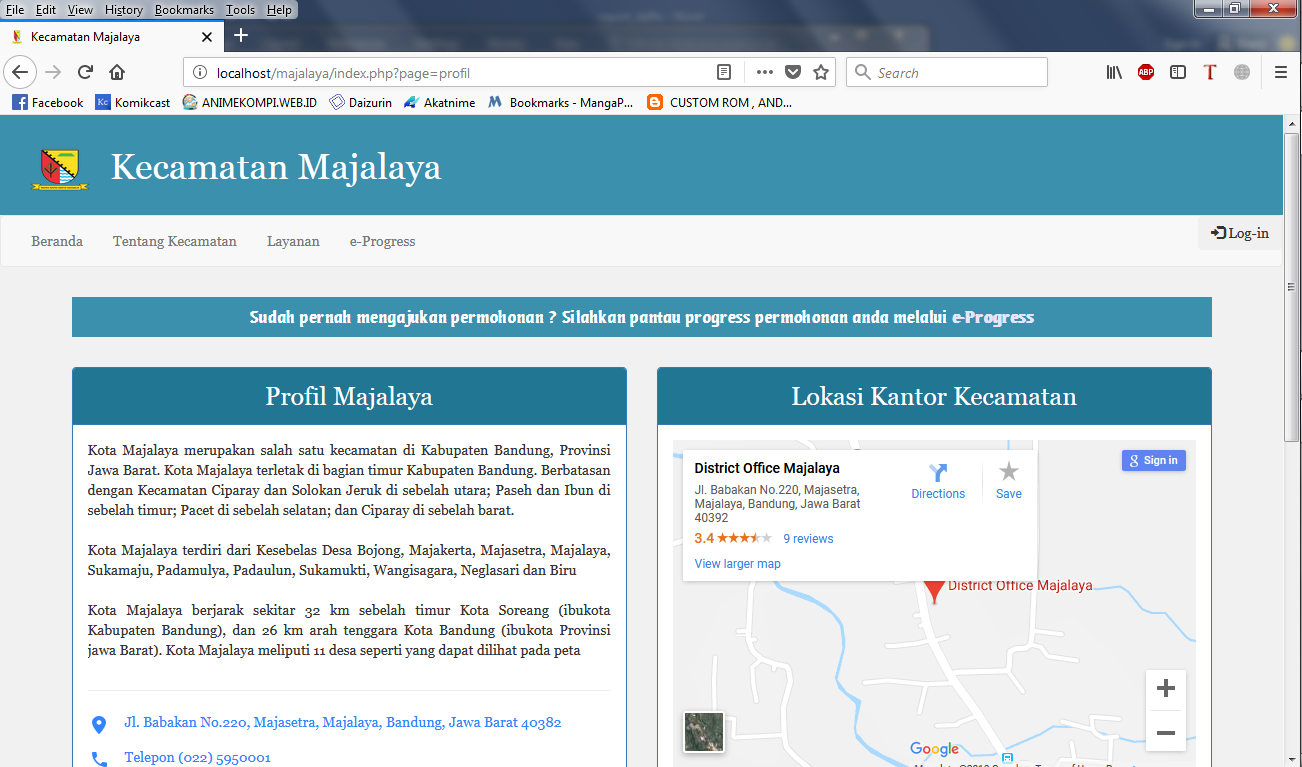 File Edit View History Bookmarks Tools Help
Kecamatan Majalaya
localhost/majalaya/index.php?page=profil
Search
ABP
T
Facebook
Kc Komikcast
ANIMEKOMPI.WEB.ID
Daizurin
Akatnime
Bookmarks - MangaP...
CUSTOM ROM , AND...
Kecamatan Majalaya
Beranda
Tentang Kecamatan
Layanan
e-Progress
Log-in
Sudah pernah mengajukan permohonan ? Silahkan pantau progress permohonan anda melalui e-Progress
Profil Majalaya
Kota Majalaya merupakan salah satu kecamatan di Kabupaten Bandung, Provinsi
Jawa Barat. Kota Majalaya terletak di bagian timur Kabupaten Bandung. Berbatasan
dengan Kecamatan Ciparay dan Solokan Jeruk di sebelah utara; Paseh dan Ibun di
sebelah timur; Pacet di sebelah selatan; dan Ciparay di sebelah barat.
Kota Majalaya terdiri dari Kesebelas Desa Bojong, Majakerta, Majasetra, Majalaya,
Sukamaju, Padamulya, Padaulun, Sukamukti, Wangisagara, Neglasari dan Biru
Kota Majalaya berjarak sekitar 32 km sebelah timur Kota Soreang (ibukota
Kabupaten Bandung), dan 26 km arah tenggara Kota Bandung (ibukota Provinsi
jawa Barat). Kota Majalaya meliputi 11 desa seperti yang dapat dilihat pada peta
Jl. Babakan No.220, Majasetra, Majalaya, Bandung, Jawa Barat 40382
Telepon (022) 5950001
Lokasi Kantor Kecamatan
District Office Majalaya
Jl. Babakan No.220, Majasetra,
Majalaya, Bandung, Jawa Barat
40392
3.4
9 reviews
View larger map
Directions
Save
Sign in
District Office Majalaya
Google